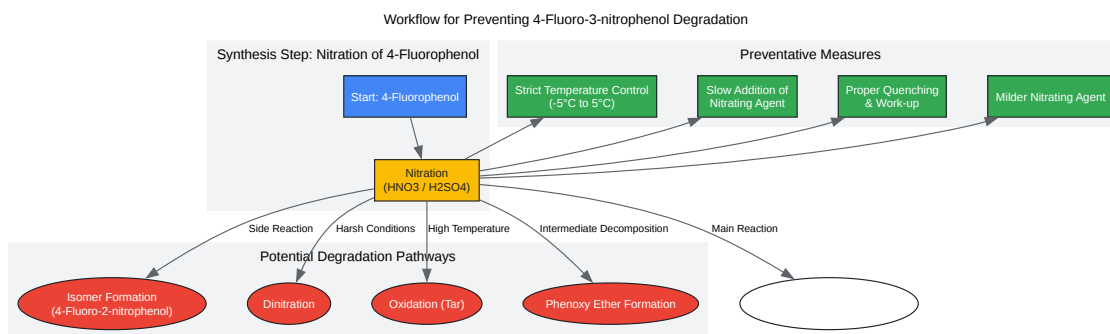 Workflow for Preventing 4-Fluoro-3-nitrophenol Degradation
Synthesis Step: Nitration of 4-Fluorophenol
Preventative Measures
Start: 4-Fluorophenol
Strict Temperature Control
(-5°C to 5°C)
Slow Addition of
Nitrating Agent
Proper Quenching
& Work-up
Milder Nitrating Agent
Nitration
(HNO3 / H2SO4)
Side Reaction
Harsh Conditions
High Temperature
Intermediate Decomposition
Main Reaction
Potential Degradation Pathways
Isomer Formation
(4-Fluoro-2-nitrophenol)
Dinitration
Oxidation (Tar)
Phenoxy Ether Formation